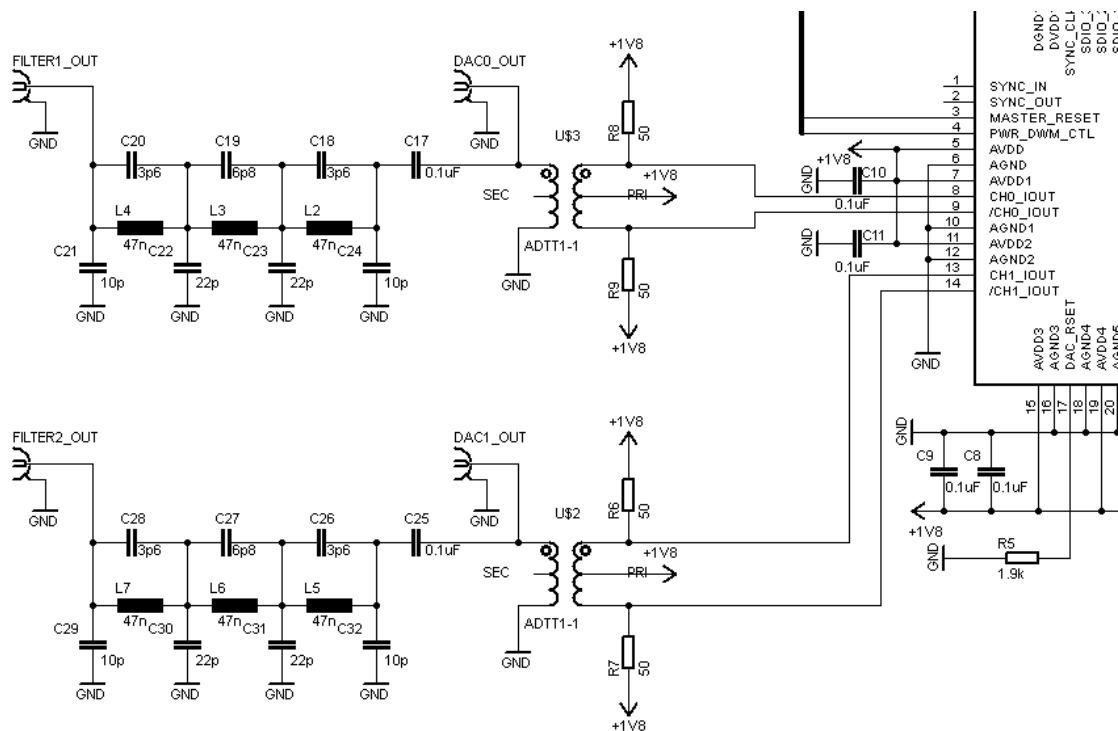 FILTER1_OUT
GND
C20
3p6
C19
6p8
C18
3p6
C17
0.1uF
L4
47n
L3
47n
L2
47n
C21
10p
C22
22p
C23
22p
C24
10p
GND
GND
GND
GND
DAC0_OUT
GND
U$3
SEC
PRI
ADTT1-1
GND
+1V8
R8
50
+1V8
R9
50
+1V8
FILTER2_OUT
GND
C28
3p6
C27
6p8
C26
3p6
C25
0.1uF
L7
47n
L6
47n
L5
47n
C29
10p
C30
22p
C31
22p
C32
10p
GND
GND
GND
GND
DAC1_OUT
GND
U$2
SEC
PRI
ADTT1-1
GND
+1V8
R6
50
+1V8
R7
50
+1V8
+1V8
GND
C10
0.1uF
GND
C11
0.1uF
GND
1 SYNC_IN
2 SYNC_OUT
3 MASTER_RESET
4 PWR_DWM_CTL
5 AVDD
6 AGND
7 AVDD1
8 CH0_IOUT
9 /CH0_IOUT
10 AGND1
11 AVDD2
12 AGND2
13 CH1_IOUT
14 /CH1_IOUT
15 AVDD3
16 AGND3
17 DAC_RSET
18 AGND4
19 AVDD4
20
GND
C9
0.1uF
C8
0.1uF
+1V8
GND
R5
1.9k